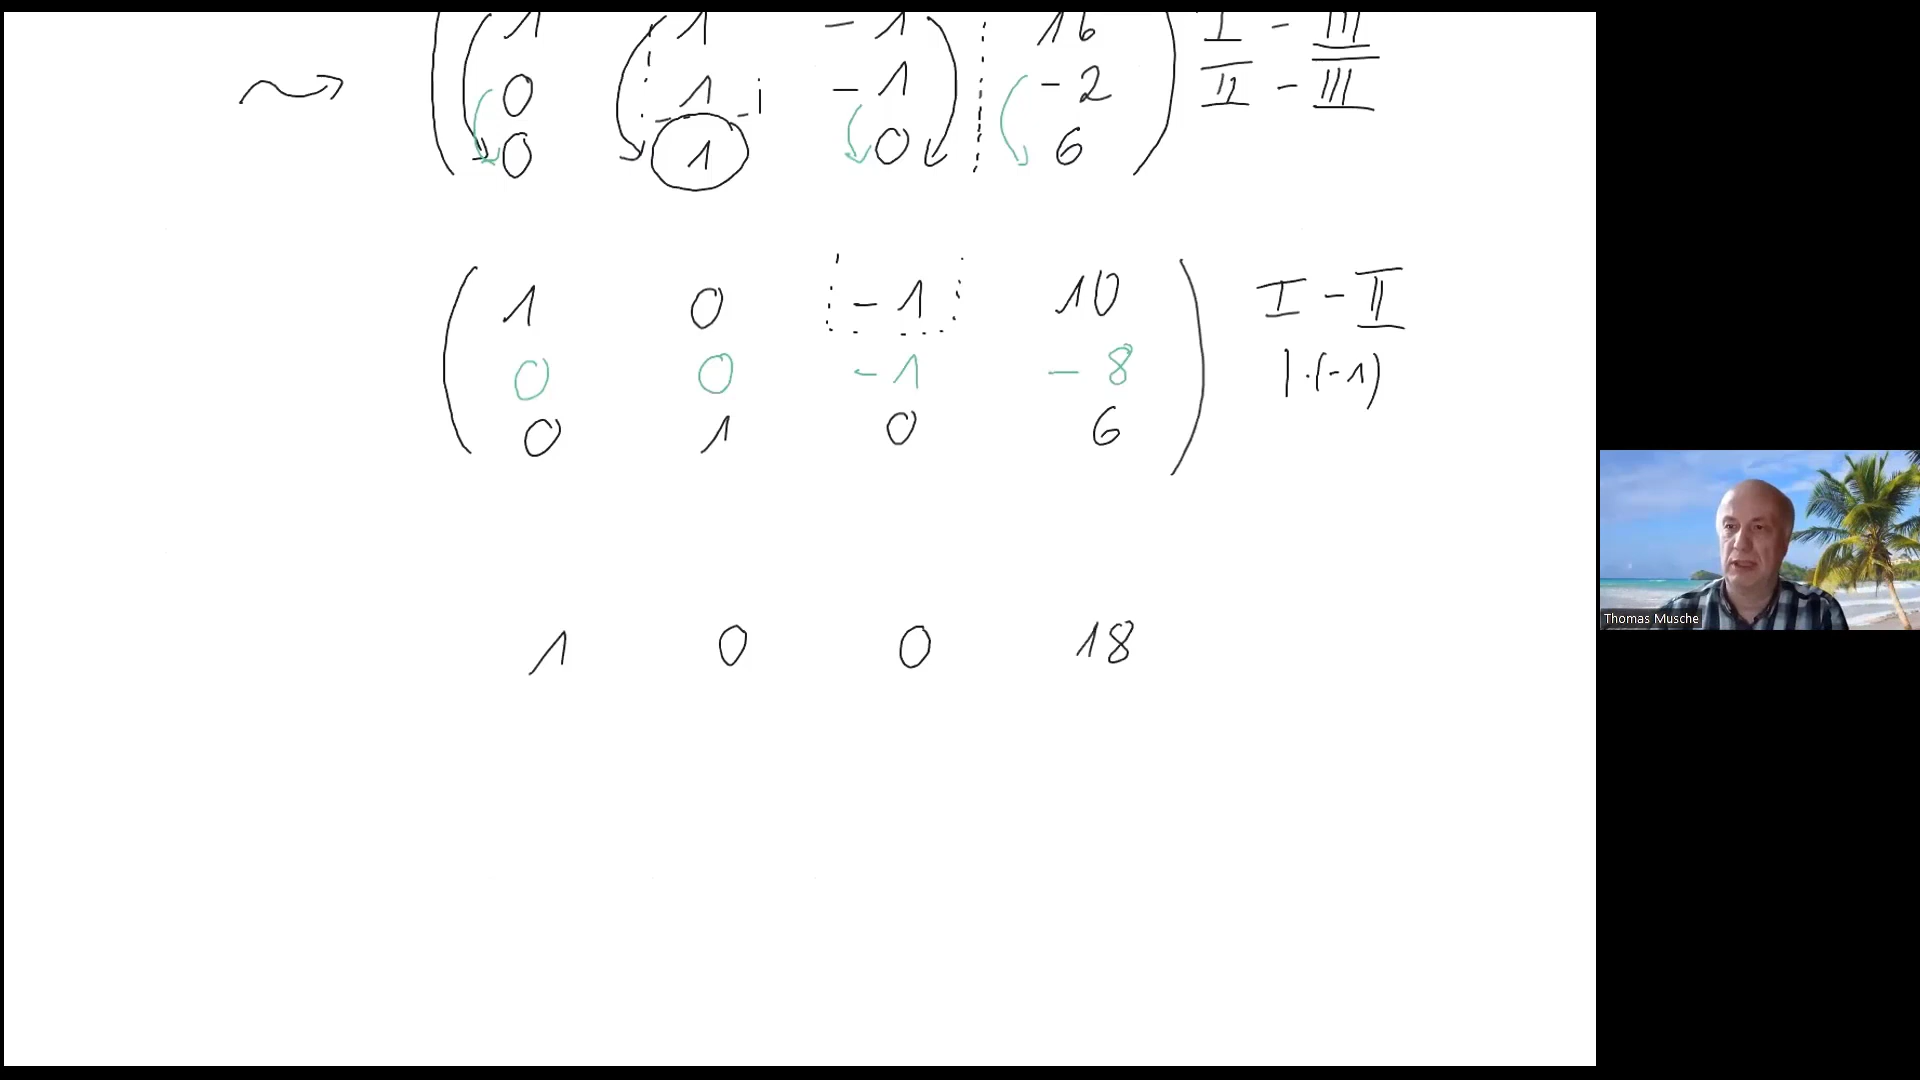 1 1 -1 16 I - III
0 1 -1 -2 II - III
0 1 0 6
1 0 -1 10 I - II
0 0 -1 -8 | · (-1)
0 1 0 6
1 0 0 18
Thomas Musche